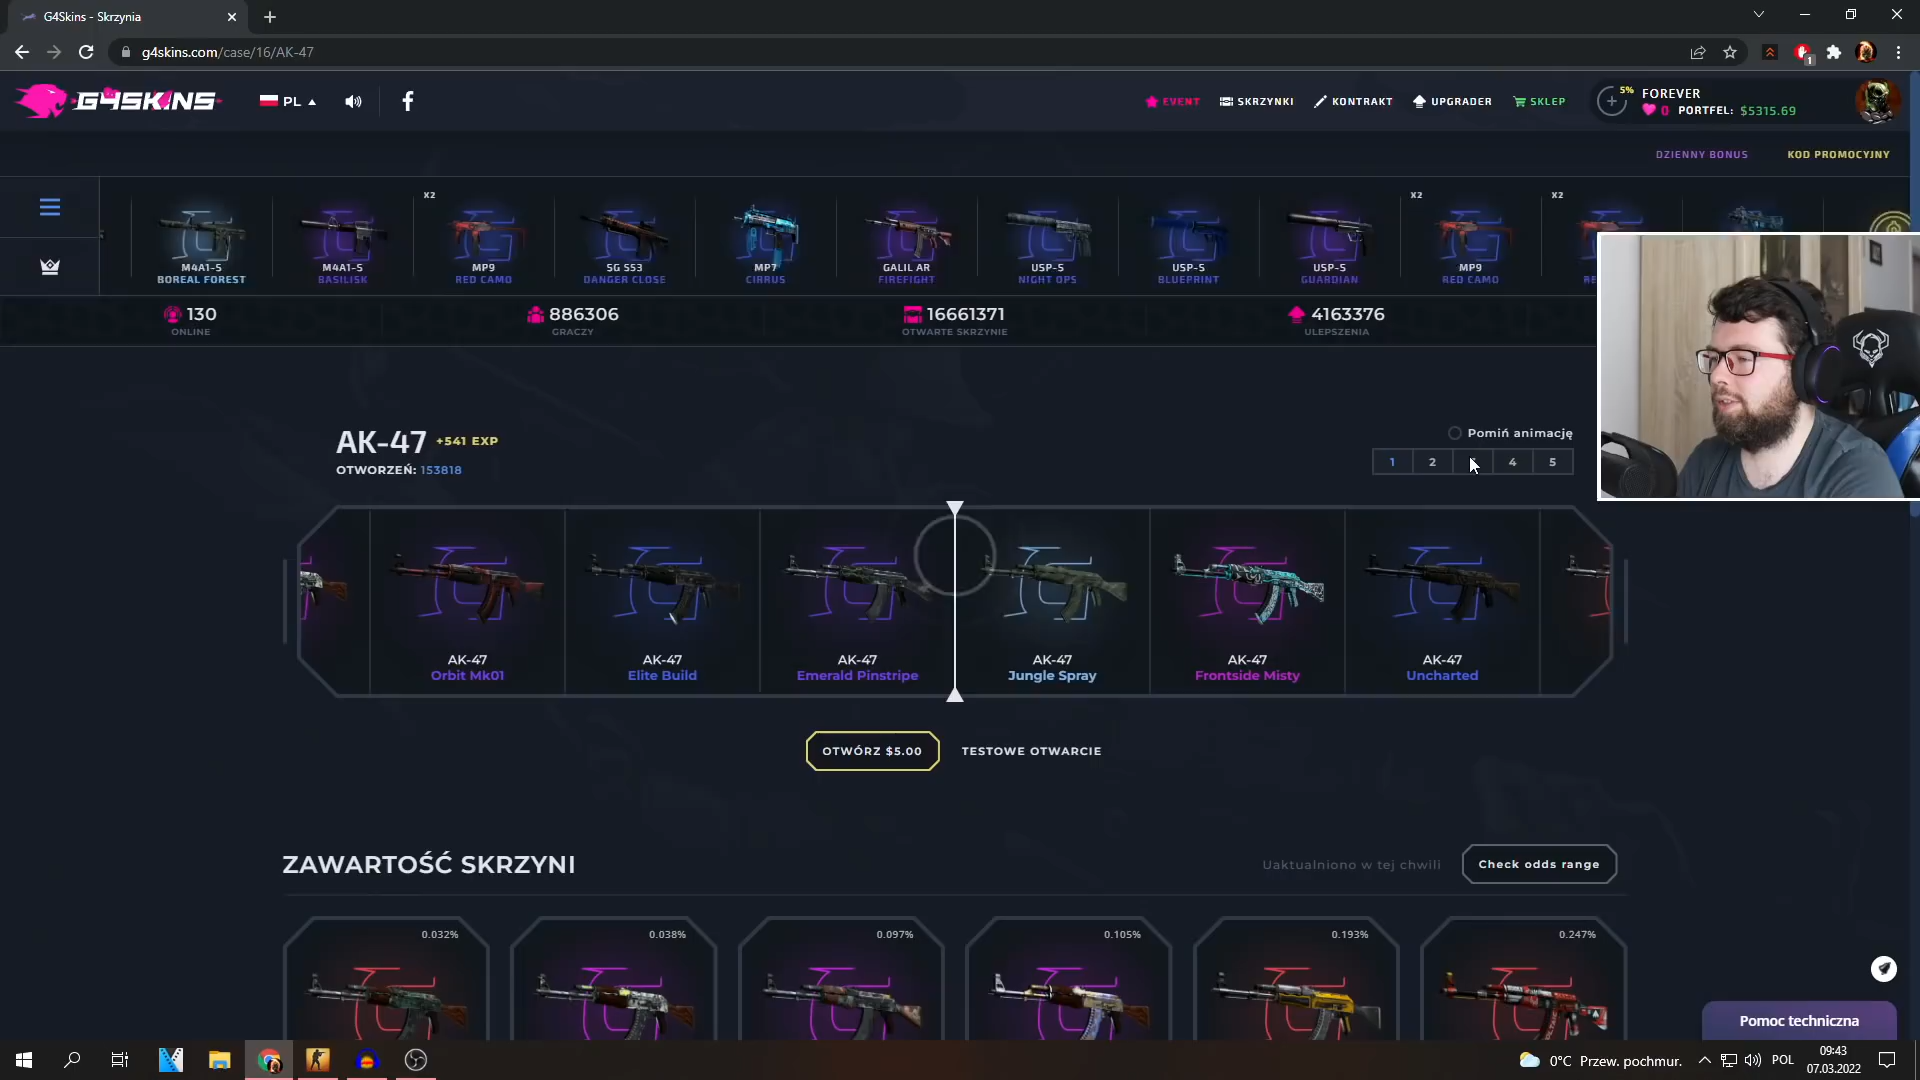 G4Skins - Skrzynia
g4skins.com/case/16/AK-47
1
G4SKINS
PL
EVENT
SKRZYNKI
KONTRAKT
UPGRADER
SKLEP
5%
FOREVER
0 PORTFEL: $5315.69
DZIENNY BONUS
KOD PROMOCYJNY
M4A1-S
BOREAL FOREST
M4A1-S
BASILISK
X2
MP9
RED CAMO
SG 553
DANGER CLOSE
MP7
CIRRUS
GALIL AR
FIREFIGHT
USP-S
NIGHT OPS
USP-S
BLUEPRINT
USP-S
GUARDIAN
X2
MP9
RED CAMO
X2
130
ONLINE
886306
GRACZY
16661371
OTWARTE SKRZYNIE
4163376
ULEPSZENIA
AK-47 +541 EXP
OTWORZEŃ: 153818
Pomiń animację
1 2 4 5
AK-47
Orbit Mk01
AK-47
Elite Build
AK-47
Emerald Pinstripe
AK-47
Jungle Spray
AK-47
Frontside Misty
AK-47
Uncharted
OTWÓRZ $5.00
TESTOWE OTWARCIE
ZAWARTOŚĆ SKRZYNI
Uaktualniono w tej chwili
Check odds range
0.032%
0.038%
0.097%
0.105%
0.193%
0.247%
Pomoc techniczna
0°C Przew. pochmur.
POL
09:43
07.03.2022